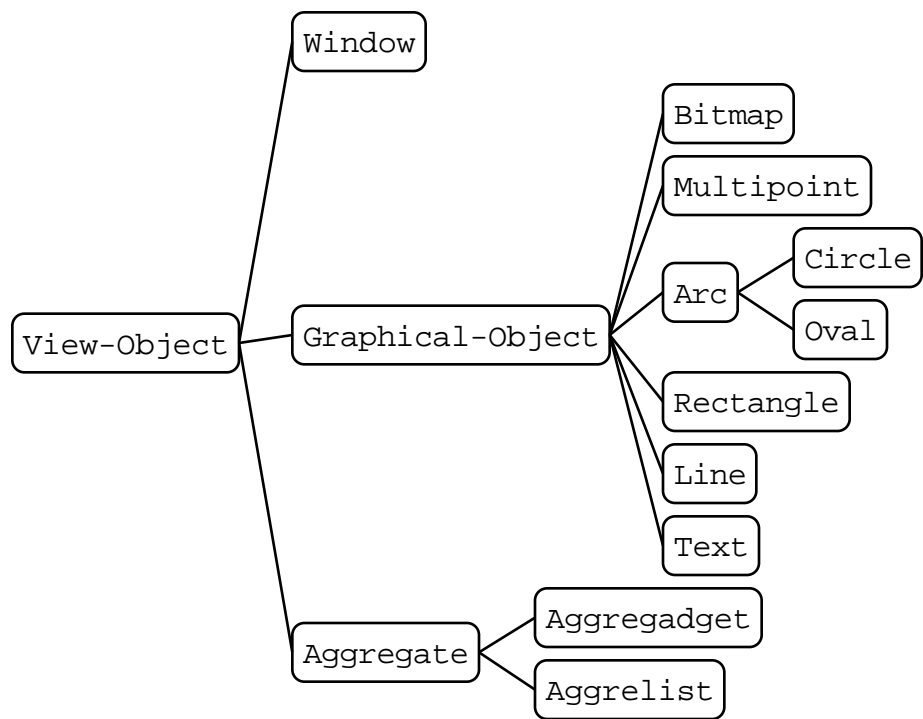 Window
Bitmap
Multipoint
Circle
Arc
Oval
View-Object
Graphical-Object
Rectangle
Line
Text
Aggregadget
Aggregate
Aggrelist